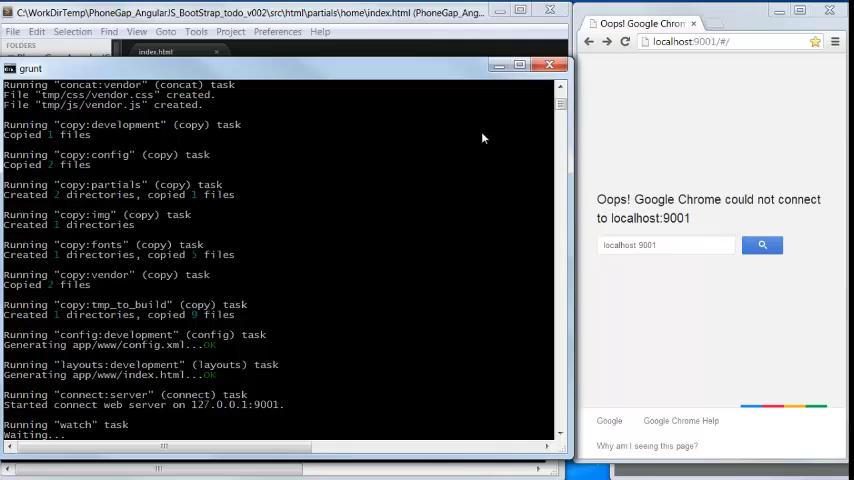 C:\WorkDirTemp\PhoneGap_AngularJS_BootStrap_todo_v002\src\html\partials\home\index.html (PhoneGap_Ang...
File Edit Selection Find View Goto Tools Project Preferences Help
FOLDERS
index.html
grunt
Running "concat:vendor" (concat) task
File "tmp/css/vendor.css" created.
File "tmp/js/vendor.js" created.
Running "copy:development" (copy) task
Copied 1 files
Running "copy:config" (copy) task
Copied 2 files
Running "copy:partials" (copy) task
Created 2 directories, copied 1 files
Running "copy:img" (copy) task
Created 1 directories
Running "copy:fonts" (copy) task
Created 1 directories, copied 5 files
Running "copy:vendor" (copy) task
Copied 2 files
Running "copy:tmp_to_build" (copy) task
Created 1 directories, copied 9 files
Running "config:development" (config) task
Generating app/www/config.xml...OK
Running "layouts:development" (layouts) task
Generating app/www/index.html...OK
Running "connect:server" (connect) task
Started connect web server on 127.0.0.1:9001.
Running "watch" task
Waiting...
Oops! Google Chrom
localhost:9001/#/
Oops! Google Chrome could not connect
to localhost:9001
localhost 9001
Google Google Chrome Help
Why am I seeing this page?